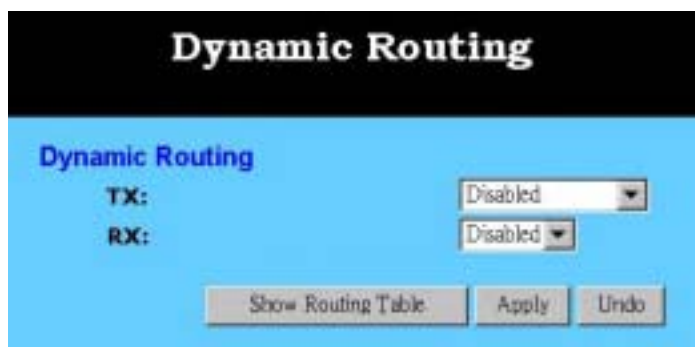 Dynamic Routing
Dynamic Routing
TX: Disabled
RX: Disabled
Show Routing Table Apply Undo